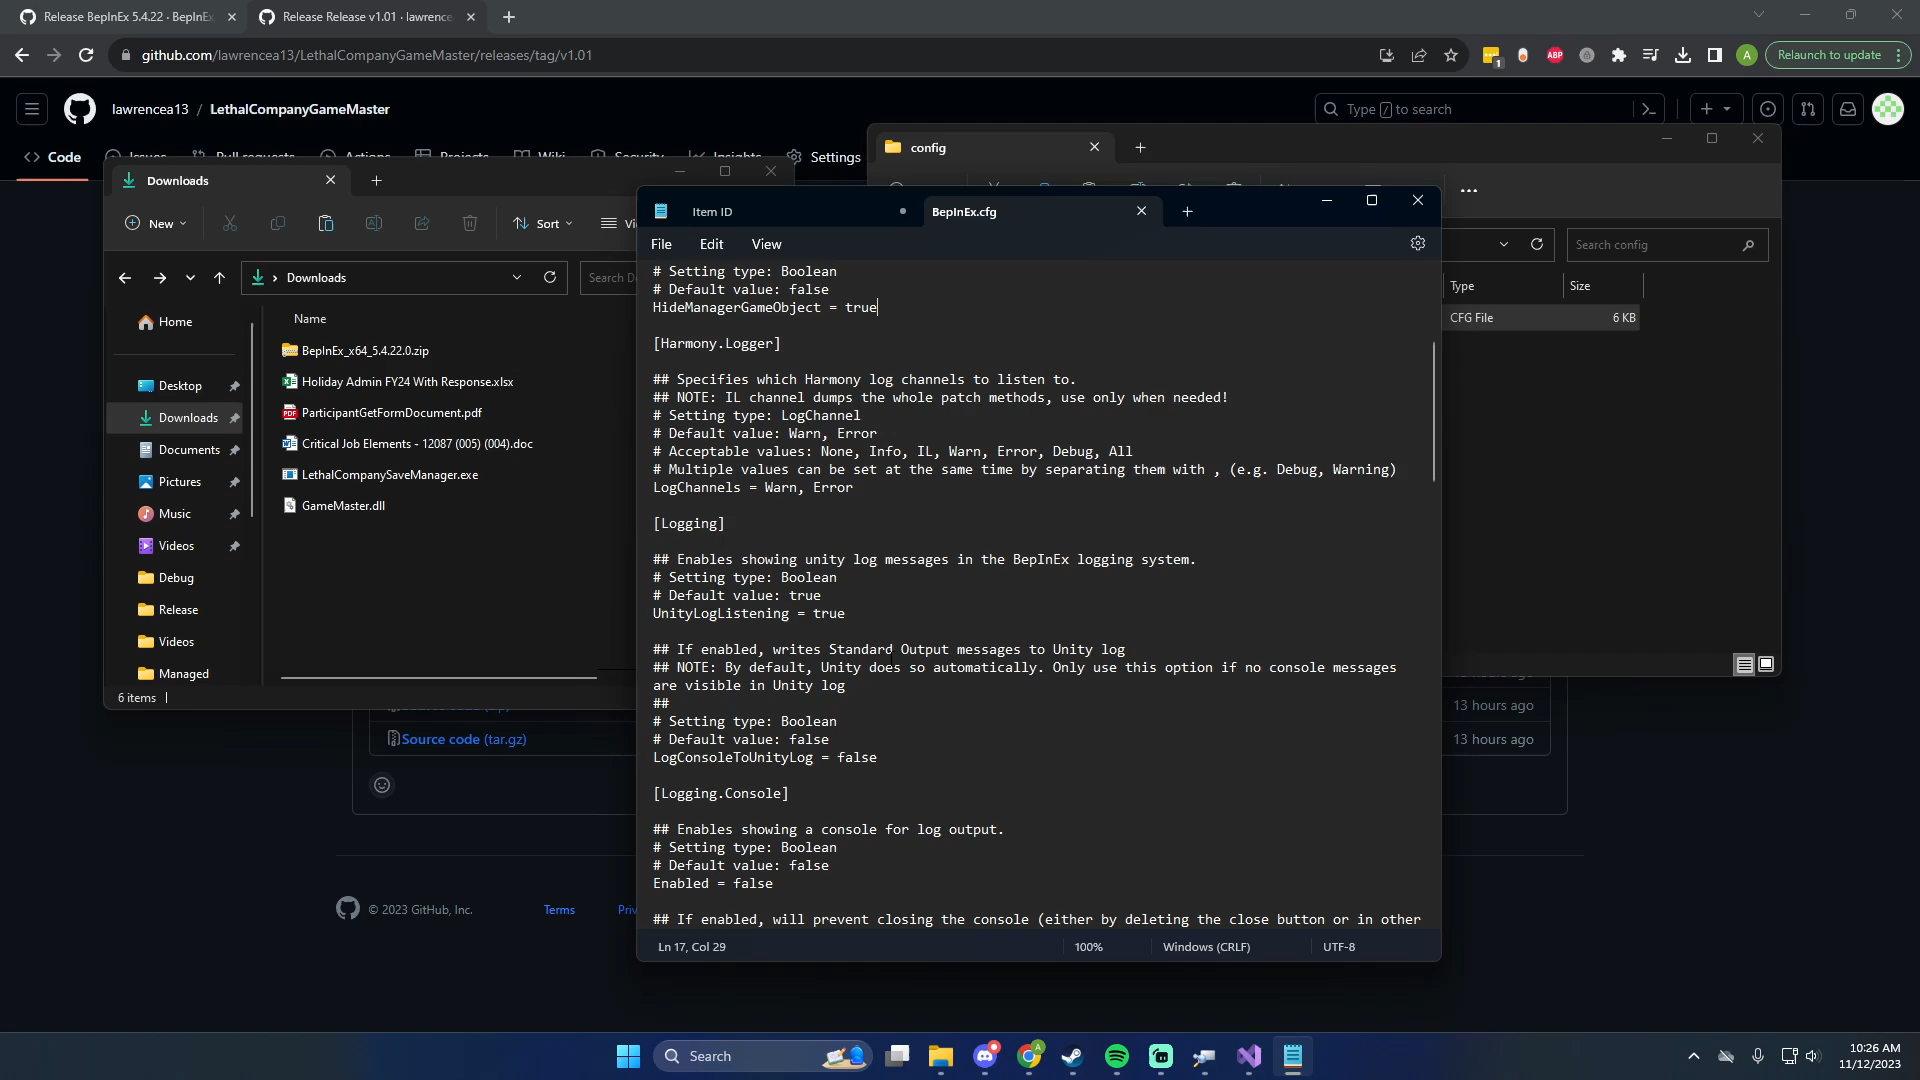 Release BepInEx 5.4.22 · BepInEx
Release Release v1.01 · lawrence
github.com/lawrencea13/LethalCompanyGameMaster/releases/tag/v1.01
1
ABP
A
Relaunch to update
lawrencea13 / LethalCompanyGameMaster
Type / to search
Code
Issues
Pull requests
Actions
Projects
Wiki
Security
Insights
Settings
config
Downloads
New
Sort
Downloads
Home
Name
Desktop
Downloads
Documents
Pictures
Music
Videos
Debug
Release
Videos
Managed
BepInEx_x64_5.4.22.0.zip
Holiday Admin FY24 With Response.xlsx
ParticipantGetFormDocument.pdf
Critical Job Elements - 12087 (005) (004).doc
LethalCompanySaveManager.exe
GameMaster.dll
6 items
Search config
Type
Size
CFG File
6 KB
Item ID
BepInEx.cfg
File
Edit
View
# Setting type: Boolean
# Default value: false
HideManagerGameObject = true
[Harmony.Logger]
## Specifies which Harmony log channels to listen to.
## NOTE: IL channel dumps the whole patch methods, use only when needed!
# Setting type: LogChannel
# Default value: Warn, Error
# Acceptable values: None, Info, IL, Warn, Error, Debug, All
# Multiple values can be set at the same time by separating them with , (e.g. Debug, Warning)
LogChannels = Warn, Error
[Logging]
## Enables showing unity log messages in the BepInEx logging system.
# Setting type: Boolean
# Default value: true
UnityLogListening = true
## If enabled, writes Standard Output messages to Unity log
## NOTE: By default, Unity does so automatically. Only use this option if no console messages
are visible in Unity log
##
# Setting type: Boolean
# Default value: false
LogConsoleToUnityLog = false
[Logging.Console]
## Enables showing a console for log output.
# Setting type: Boolean
# Default value: false
Enabled = false
## If enabled, will prevent closing the console (either by deleting the close button or in other
Ln 17, Col 29
100%
Windows (CRLF)
UTF-8
13 hours ago
Source code (tar.gz)
13 hours ago
© 2023 GitHub, Inc.
Terms
Search
A
10:26 AM
11/12/2023